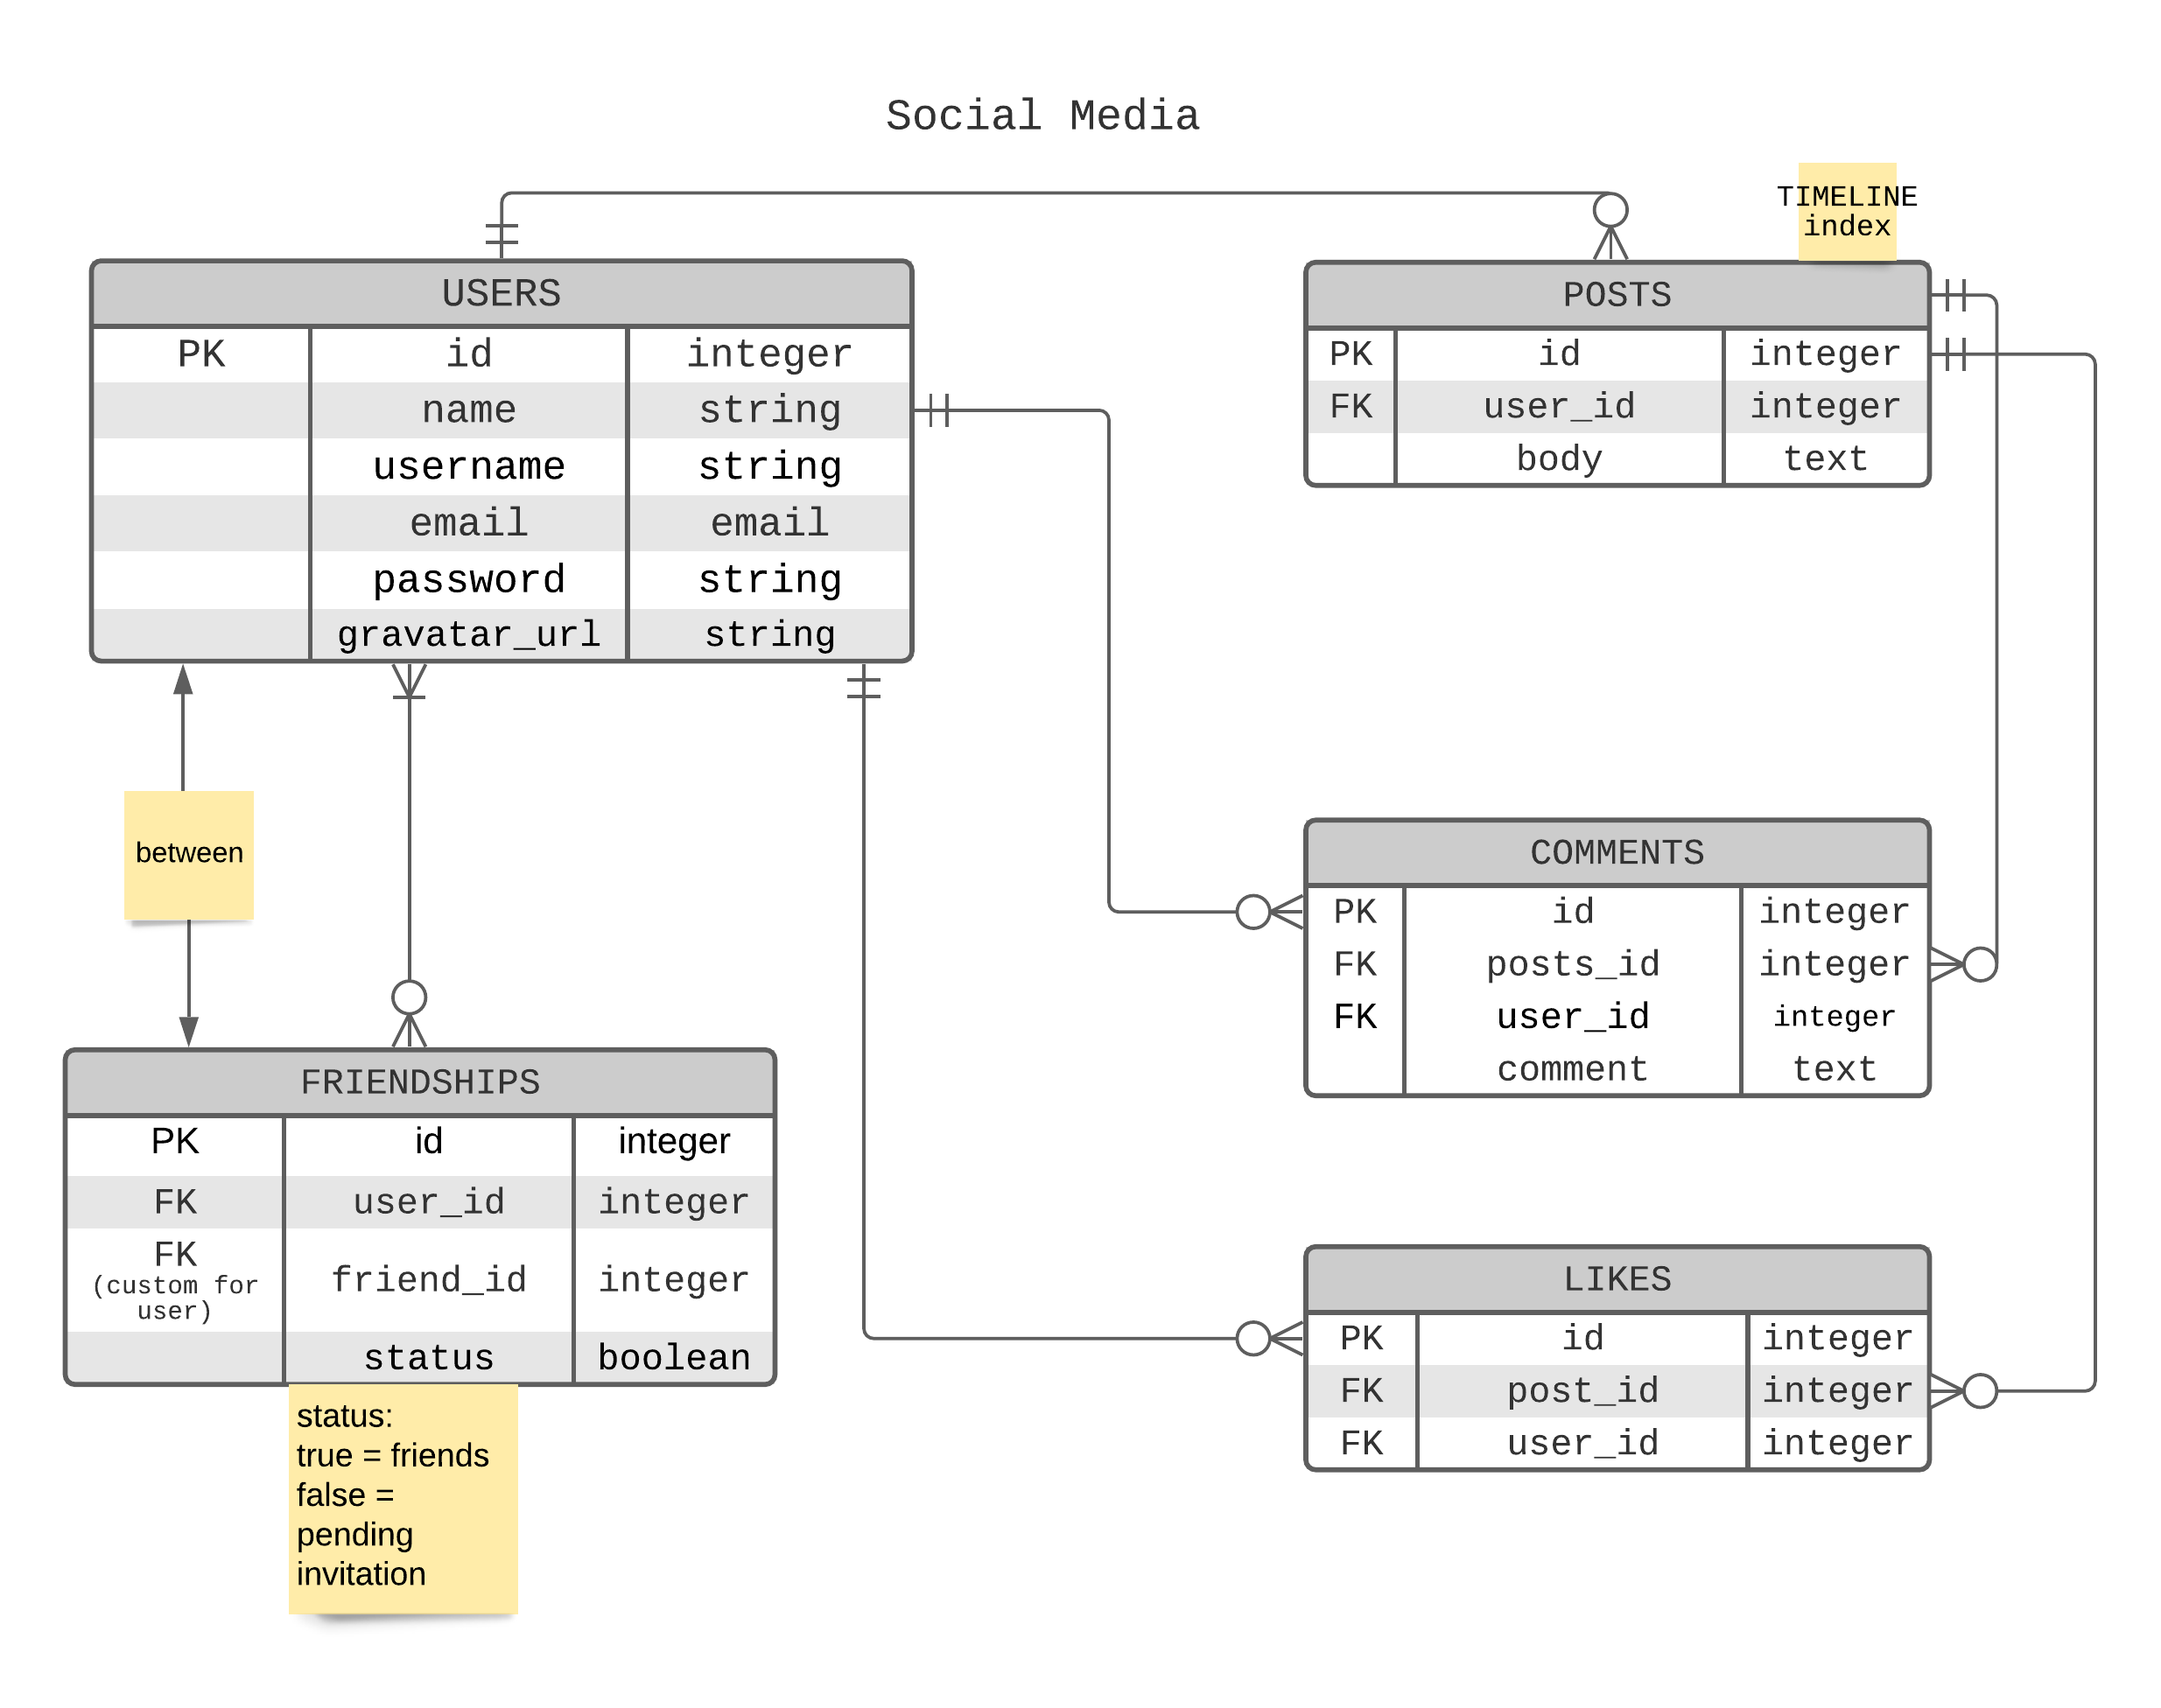 Social Media
TIMELINE
index
USERS
PK id integer
name string
username string
email email
password string
gravatar_url string
POSTS
PK id integer
FK user_id integer
body text
between
COMMENTS
PK id integer
FK posts_id integer
FK user_id integer
comment text
FRIENDSHIPS
PK id integer
FK user_id integer
FK
(custom for
user) friend_id integer
status boolean
status:
true = friends
false =
pending
invitation
LIKES
PK id integer
FK post_id integer
FK user_id integer